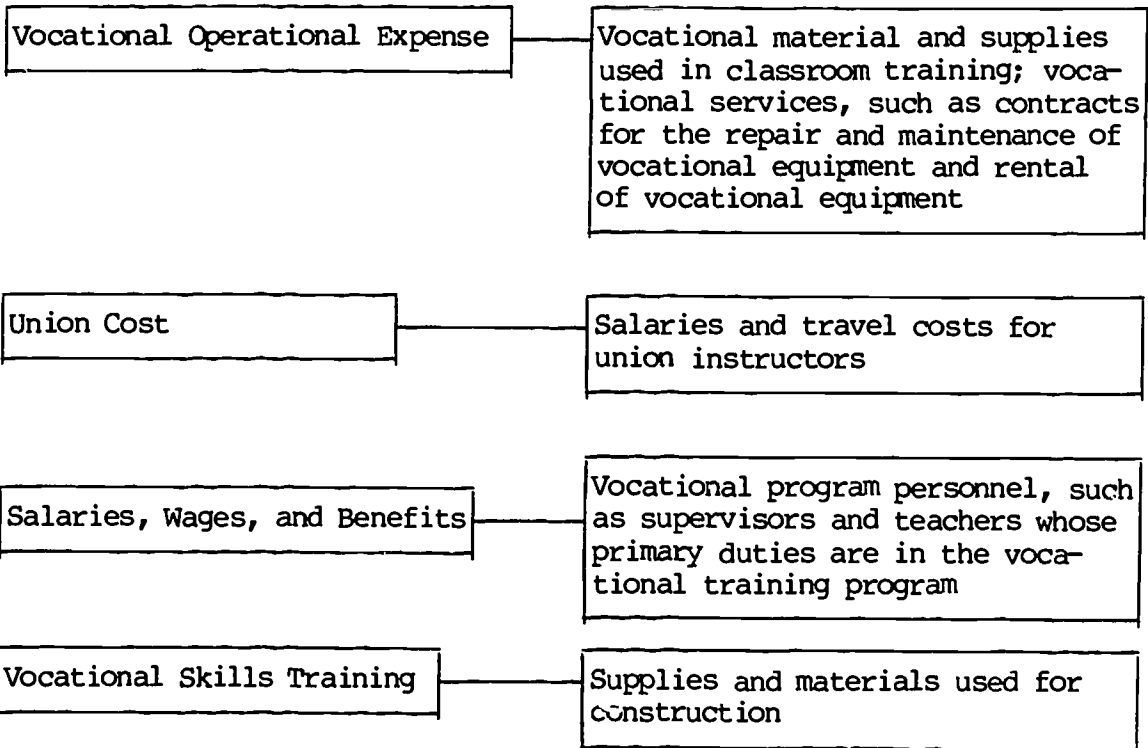 Vocational Operational Expense
Vocational material and supplies
used in classroom training; voca-
tional services, such as contracts
for the repair and maintenance of
vocational equipment and rental
of vocational equipment
Union Cost
Salaries and travel costs for
union instructors
Salaries, Wages, and Benefits
Vocational program personnel, such
as supervisors and teachers whose
primary duties are in the voca-
tional training program
Vocational Skills Training
Supplies and materials used for
construction